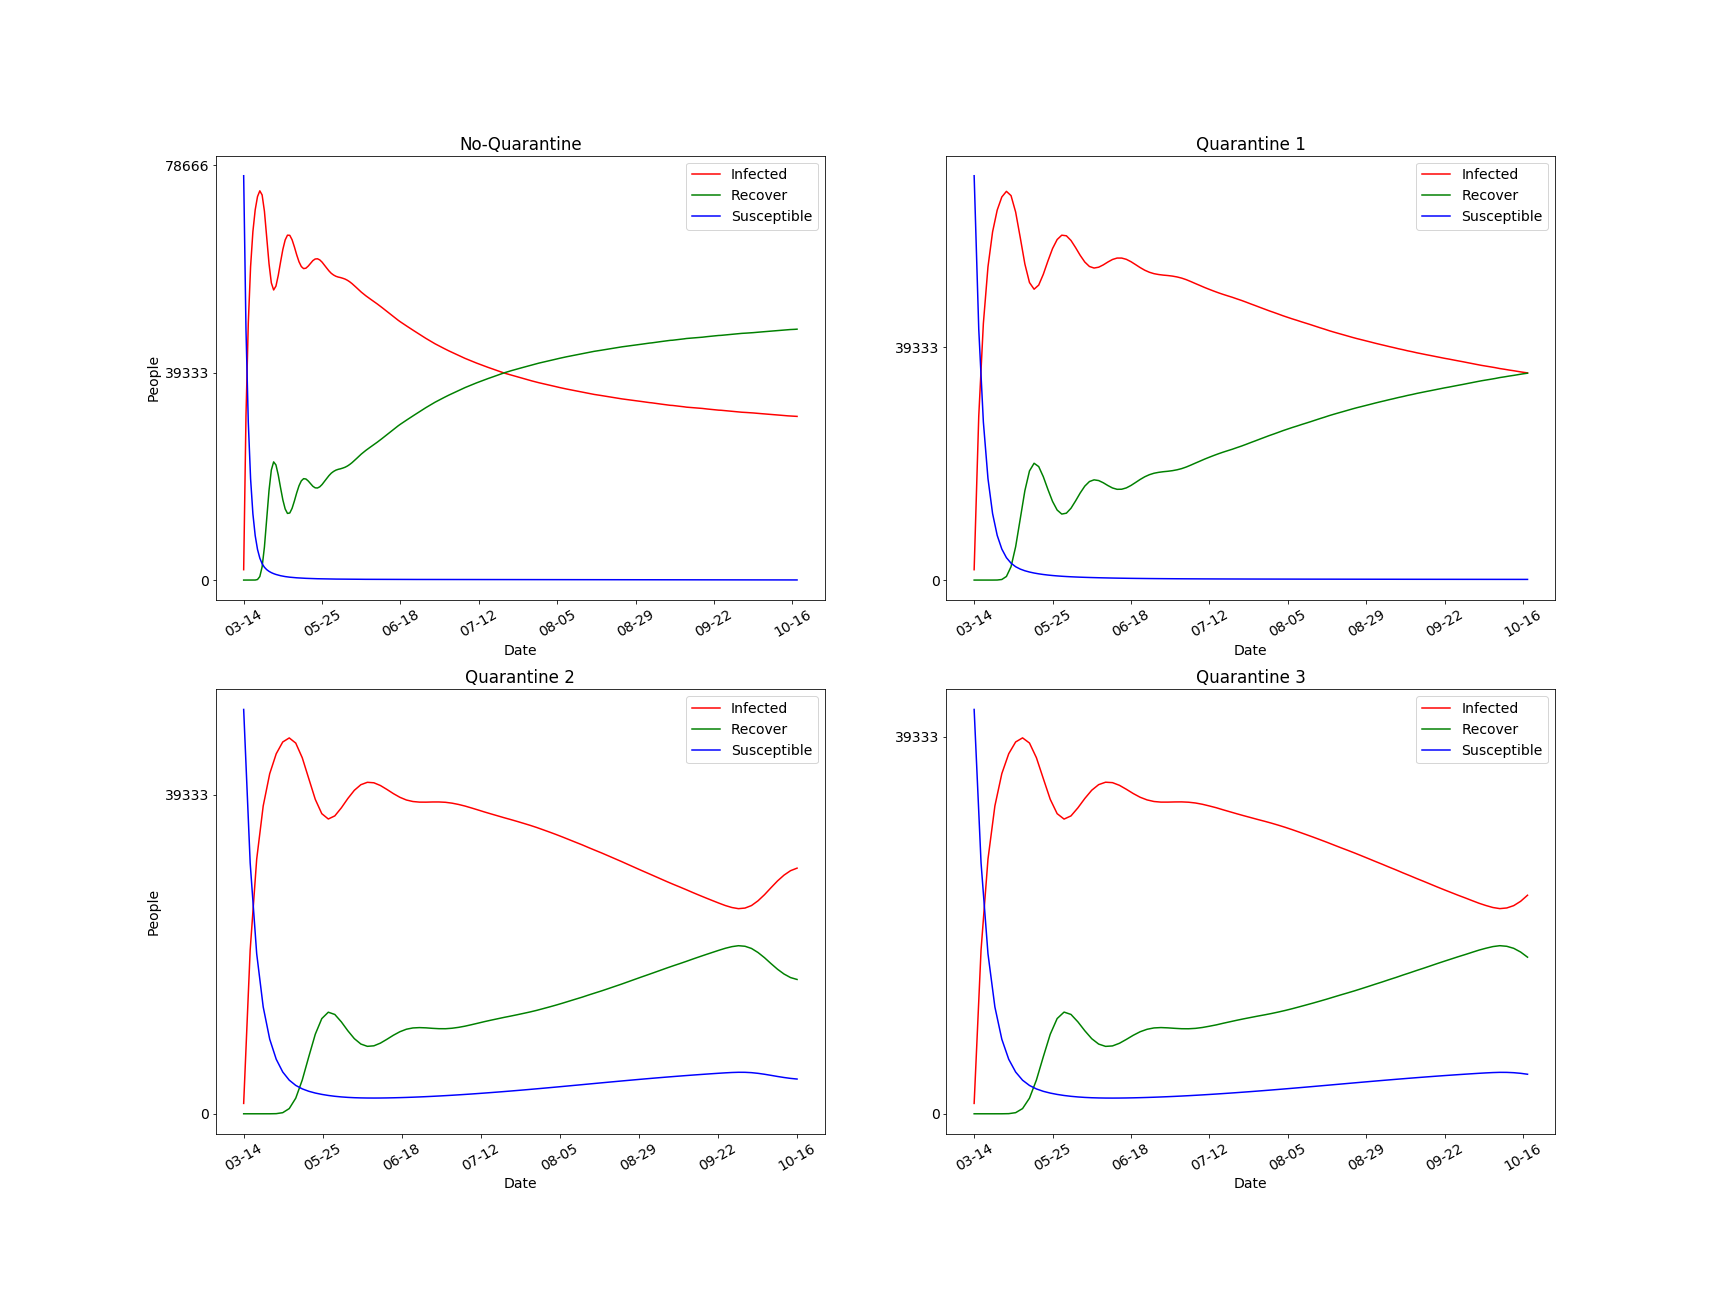 No-Quarantine
78666
39333
0
People
Infected
Recover
Susceptible
03-14 05-25 06-18 07-12 08-05 08-29 09-22 10-16
Date
Quarantine 1
39333
0
Infected
Recover
Susceptible
03-14 05-25 06-18 07-12 08-05 08-29 09-22 10-16
Date
Quarantine 2
39333
0
People
Infected
Recover
Susceptible
03-14 05-25 06-18 07-12 08-05 08-29 09-22 10-16
Date
Quarantine 3
39333
0
Infected
Recover
Susceptible
03-14 05-25 06-18 07-12 08-05 08-29 09-22 10-16
Date